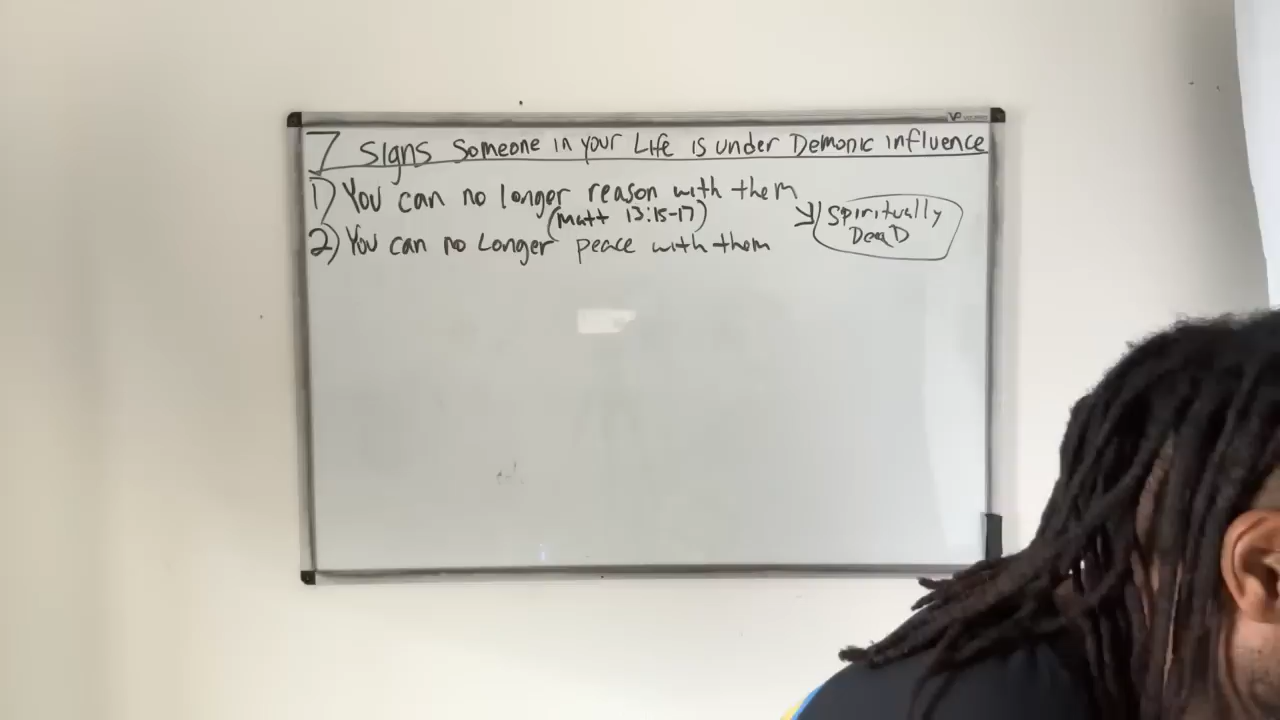 7 Signs Someone in your Life is under Demonic influence
1) You can no longer reason with them
(Matt 13:15-17)
Spiritually
DeaD
2) You can no Longer peace with them